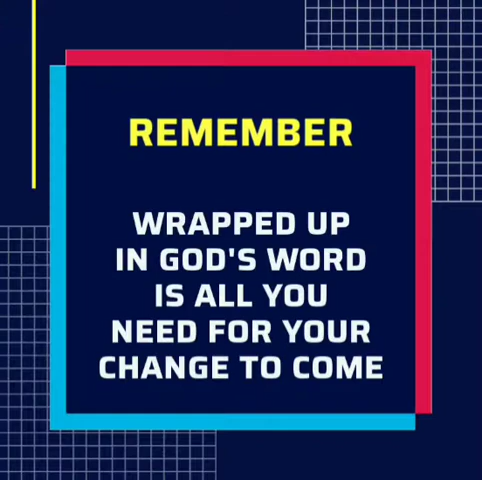 REMEMBER
WRAPPED UP
IN GOD'S WORD
IS ALL YOU
NEED FOR YOUR
CHANGE TO COME